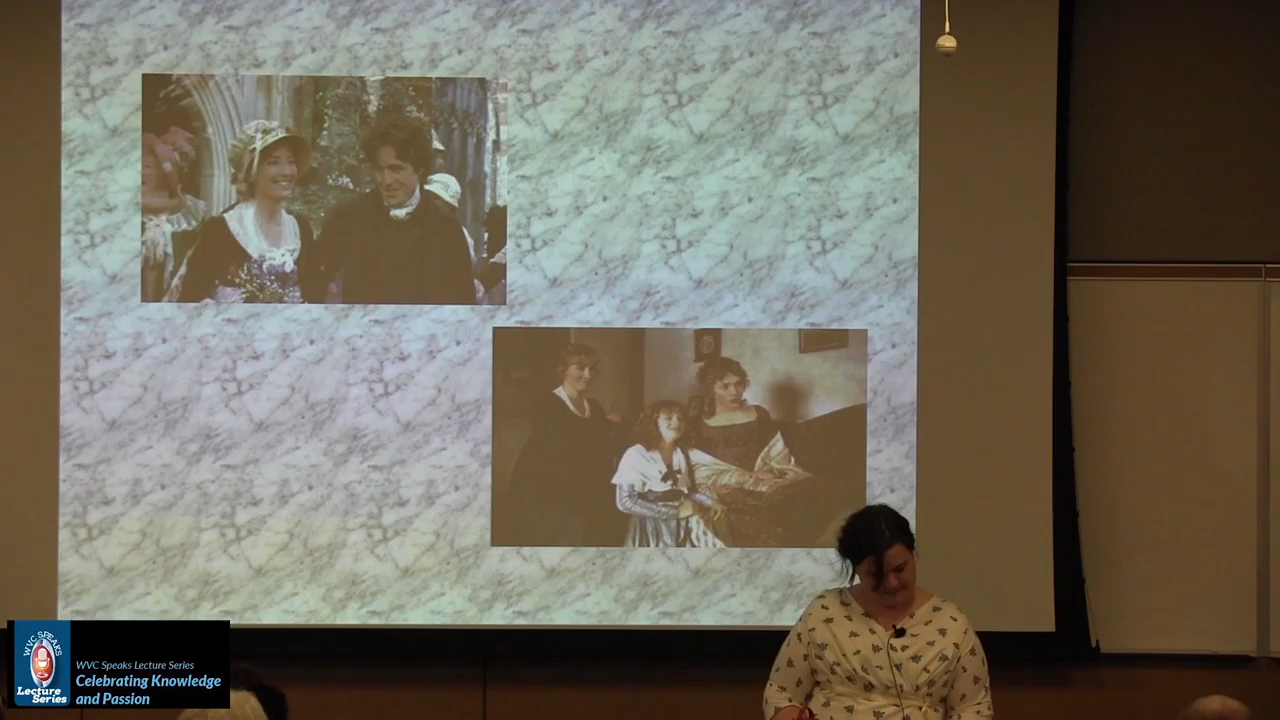 WVC SPEAKS
Lecture
Series
WVC Speaks Lecture Series
Celebrating Knowledge
and Passion